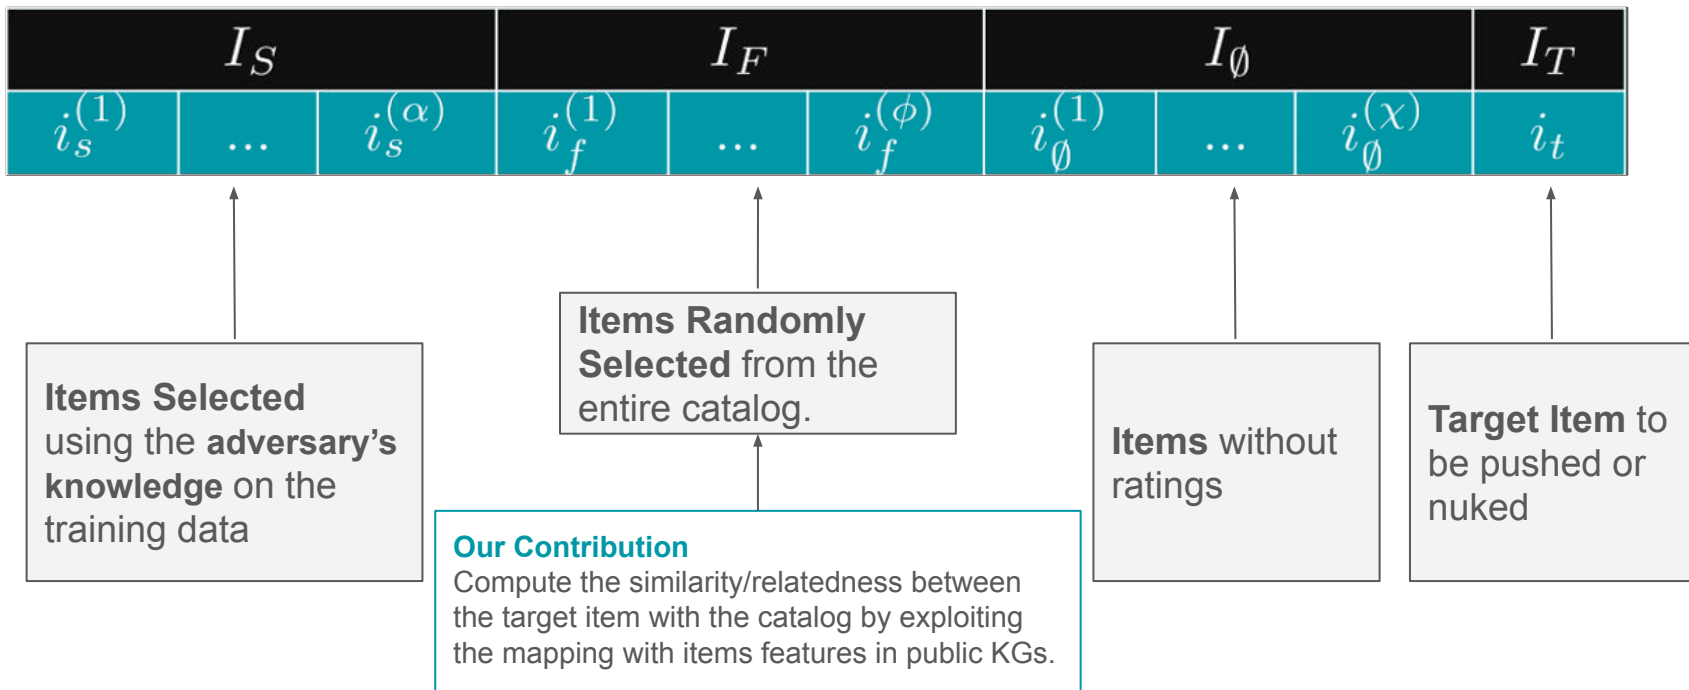 I_S I_F I_∅ I_T
i_s^(1) ... i_s^(α) i_f^(1) ... i_f^(ϕ) i_∅^(1) ... i_∅^(χ) i_t
Items Selected
using the adversary's
knowledge on the
training data
Items Randomly
Selected from the
entire catalog.
Items without
ratings
Target Item to
be pushed or
nuked
Our Contribution
Compute the similarity/relatedness between
the target item with the catalog by exploiting
the mapping with items features in public KGs.